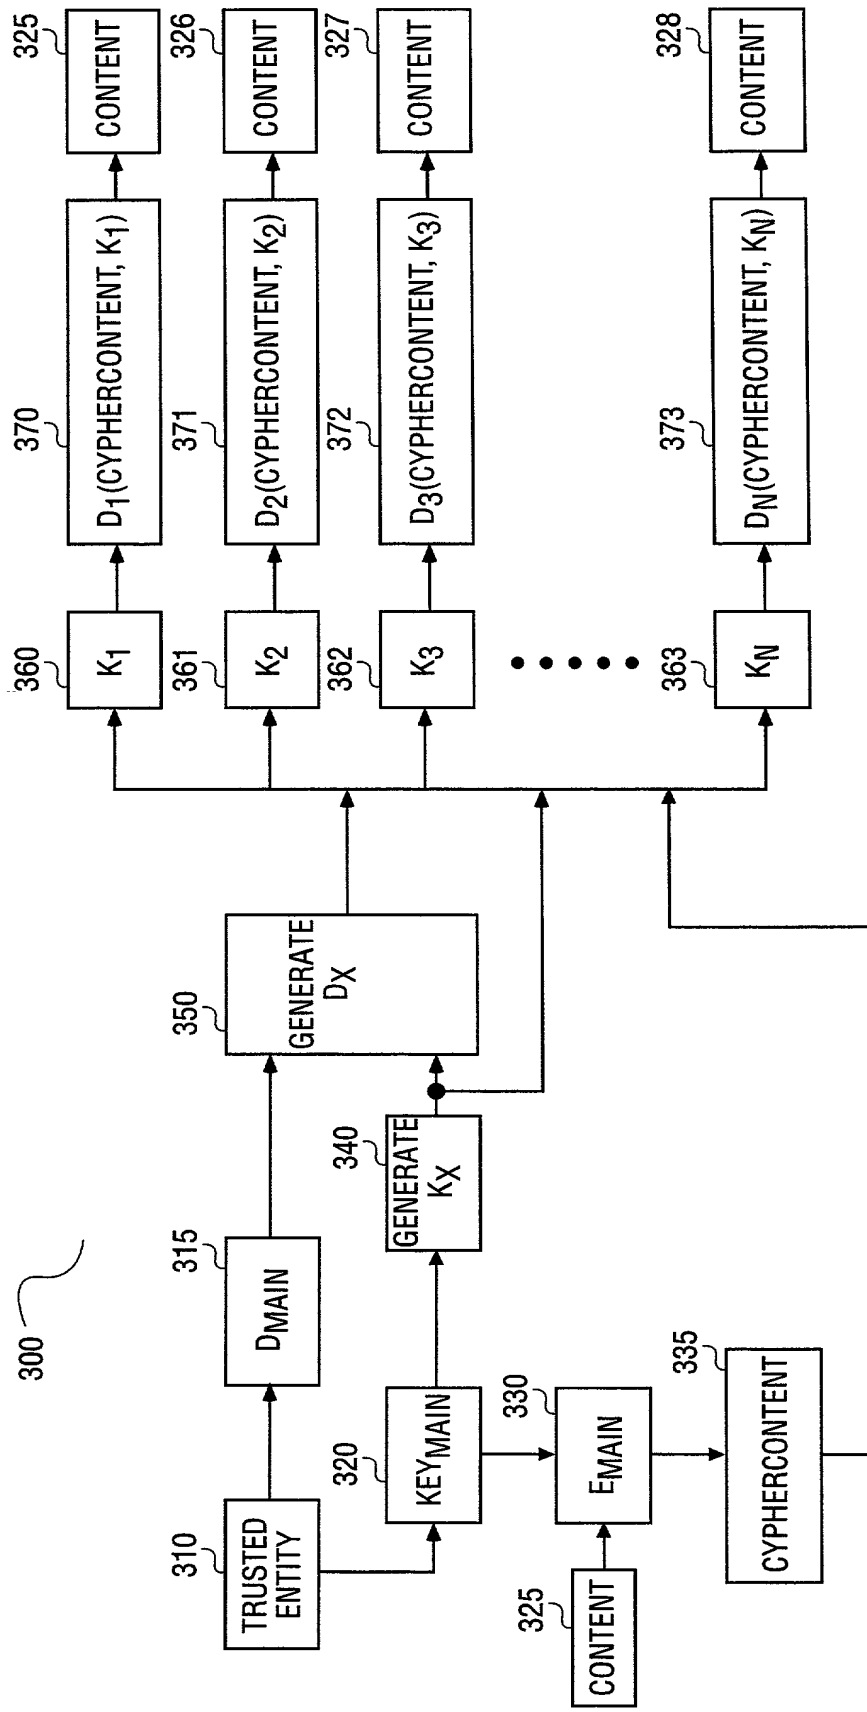 300
310
TRUSTED
ENTITY
315
DMAIN
320
KEYMAIN
325
CONTENT
330
EMAIN
335
CYPHERCONTENT
340
GENERATE
KX
350
GENERATE
DX
360
K1
361
K2
362
K3
363
KN
370
D1(CYPHERCONTENT, K1)
371
D2(CYPHERCONTENT, K2)
372
D3(CYPHERCONTENT, K3)
373
DN(CYPHERCONTENT, KN)
325
CONTENT
326
CONTENT
327
CONTENT
328
CONTENT